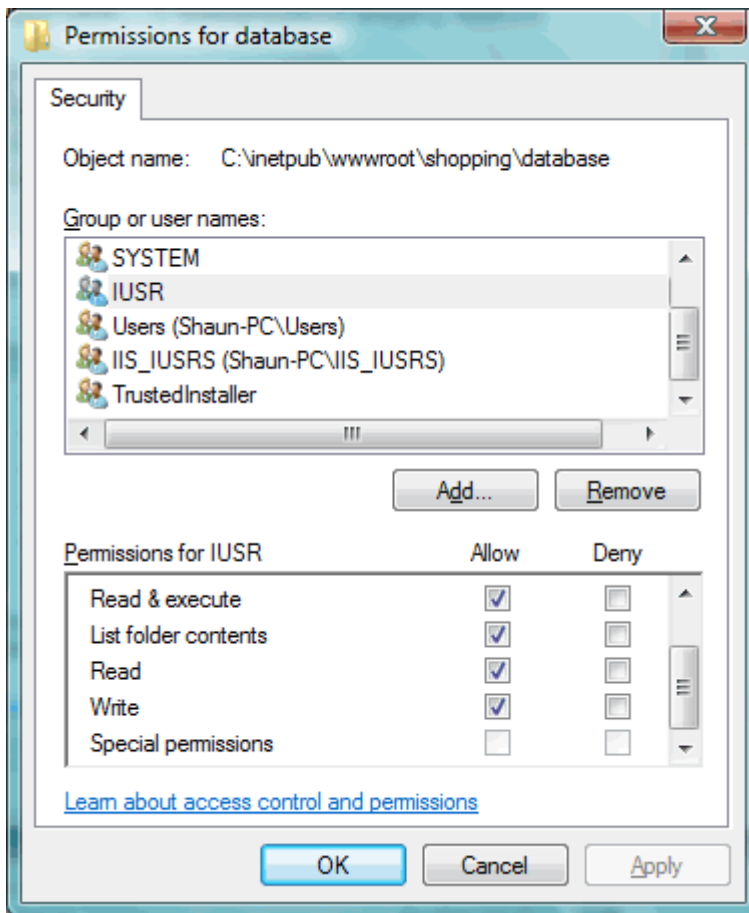 Permissions for database
Security
Object name: C:\inetpub\wwwroot\shopping\database
Group or user names:
SYSTEM
IUSR
Users (Shaun-PC\Users)
IIS_IUSRS (Shaun-PC\IIS_IUSRS)
TrustedInstaller
Add... Remove
Permissions for IUSR Allow Deny
Read & execute
List folder contents
Read
Write
Special permissions
Learn about access control and permissions
OK Cancel Apply